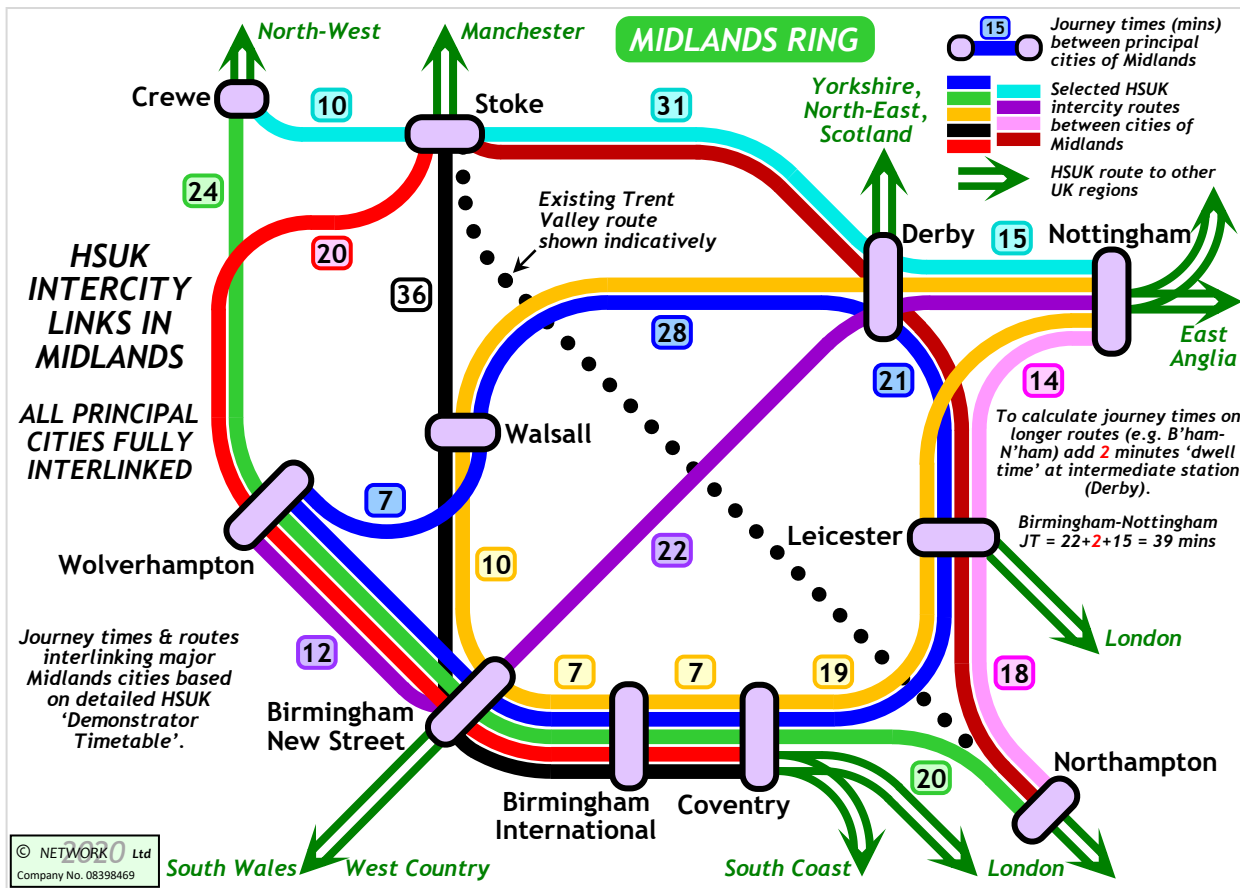 North-West
Manchester
MIDLANDS RING
15
Journey times (mins)
between principal
cities of Midlands
Crewe
10
Stoke
31
Yorkshire,
North-East,
Scotland
Selected HSUK
intercity routes
between cities of
Midlands
HSUK route to other
UK regions
24
20
36
Existing Trent
Valley route
shown indicatively
Derby
15
Nottingham
East
Anglia
HSUK
INTERCITY
LINKS IN
MIDLANDS
ALL PRINCIPAL
CITIES FULLY
INTERLINKED
28
21
14
To calculate journey times on
longer routes (e.g. B'ham-
N'ham) add 2 minutes ‘dwell
time’ at intermediate station
(Derby).
Birmingham-Nottingham
JT = 22+2+15 = 39 mins
Walsall
7
Wolverhampton
10
22
Leicester
London
Journey times & routes
interlinking major
Midlands cities based
on detailed HSUK
‘Demonstrator
Timetable’.
12
Birmingham
New Street
7
7
19
18
Birmingham
International
Coventry
20
Northampton
South Wales
West Country
South Coast
London
© NETWORK 2020 Ltd
Company No. 08398469